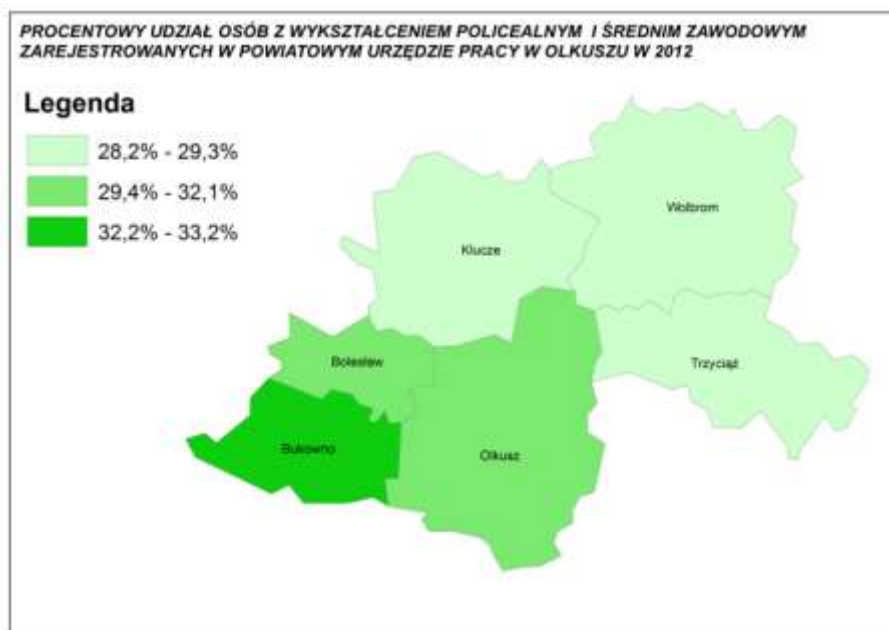 PROCENTOWY UDZIAŁ OSÓB Z WYKSZTAŁCENIEM POLICEALNYM I ŚREDNIM ZAWODOWYM
ZAREJESTROWANYCH W POWIATOWYM URZĘDZIE PRACY W OLKUSZU W 2012
Legenda
28,2% - 29,3%
29,4% - 32,1%
32,2% - 33,2%
Wolbrom
Klucze
Bolesław
Trzyciąż
Bukowno
Olkusz